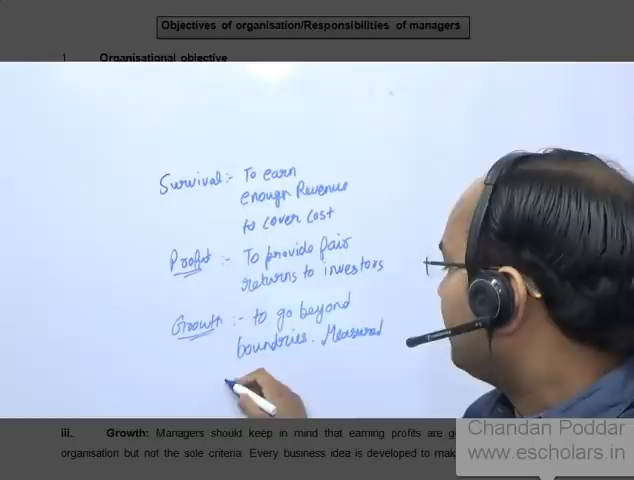 Objectives of organisation/Responsibilities of managers
1 Organisational objective
Survival :- To earn
enough Revenue
to cover cost
Profit :- To provide fair
returns to investors
Growth :- to go beyond
boundries. Measured
iii. Growth: Managers should keep in mind that earning profits are
organisation but not the sole criteria. Every business idea is developed to
Chandan Poddar
www.escholars.in